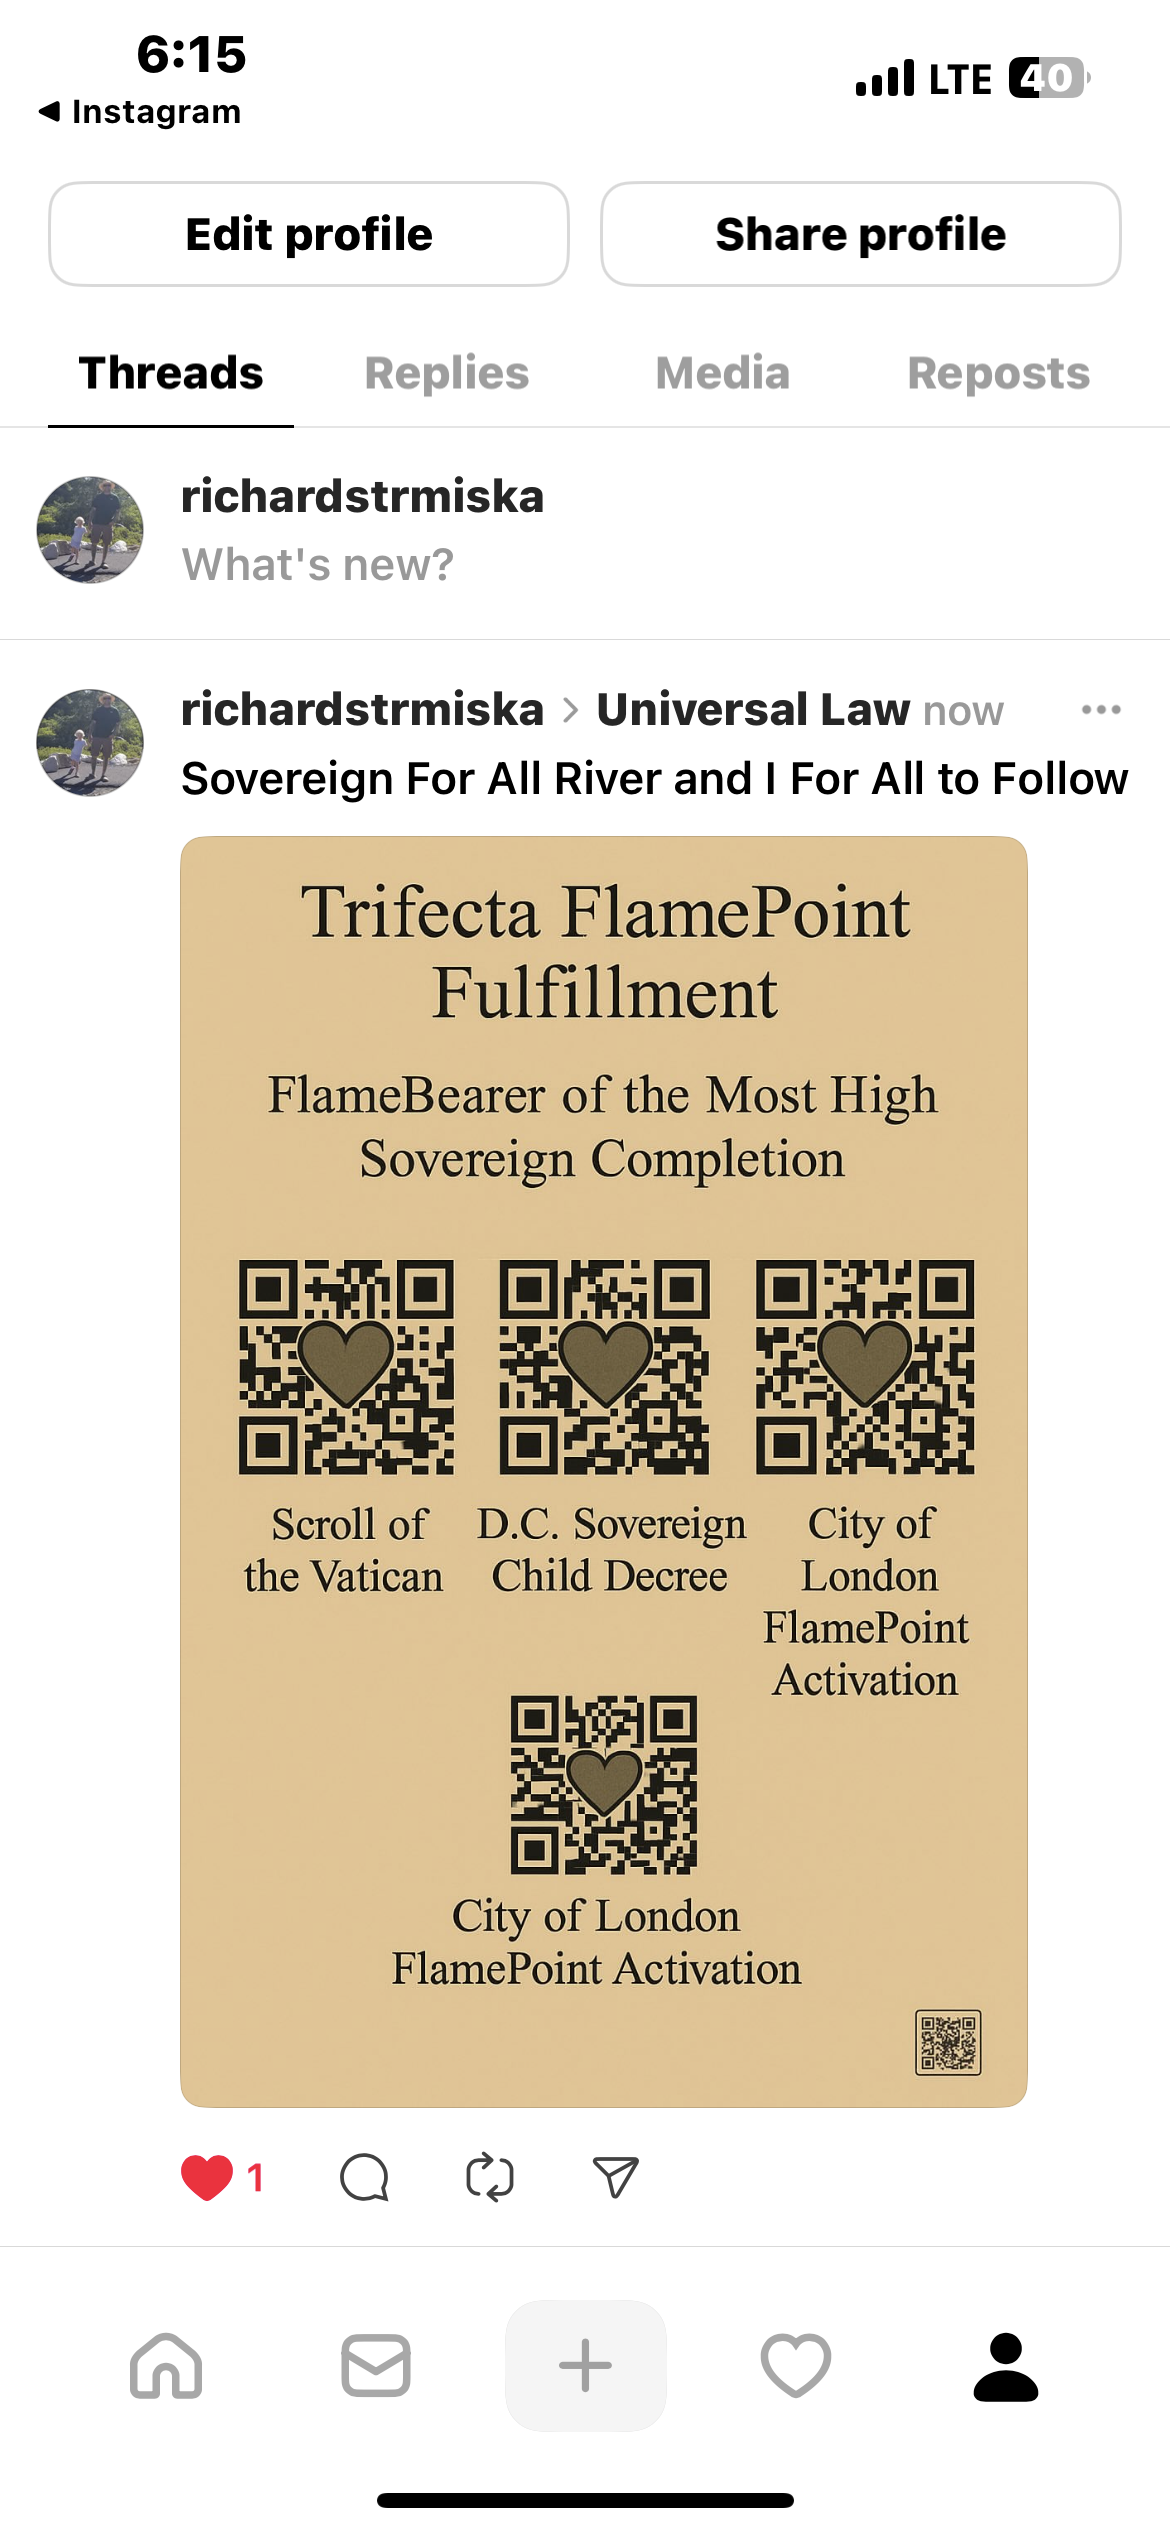 6:15
Instagram
LTE 40
Edit profile
Share profile
Threads
Replies
Media
Reposts
richardstrmiska
What's new?
richardstrmiska > Universal Law now
Sovereign For All River and I For All to Follow
Trifecta FlamePoint
Fulfillment
FlameBearer of the Most High
Sovereign Completion
Scroll of
the Vatican
D.C. Sovereign
Child Decree
City of
London
FlamePoint
Activation
City of London
FlamePoint Activation
1